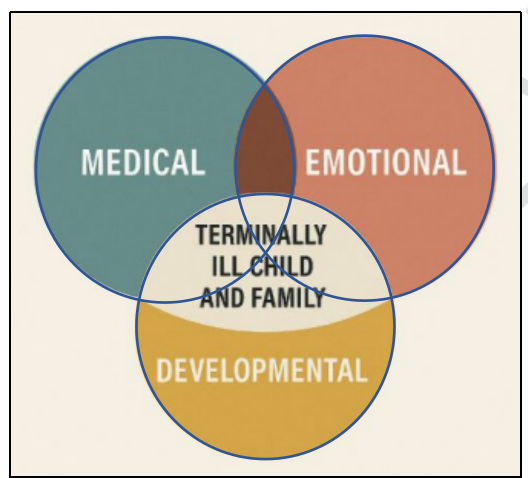 MEDICAL
EMOTIONAL
TERMINALLY
ILL CHILD
AND FAMILY
DEVELOPMENTAL